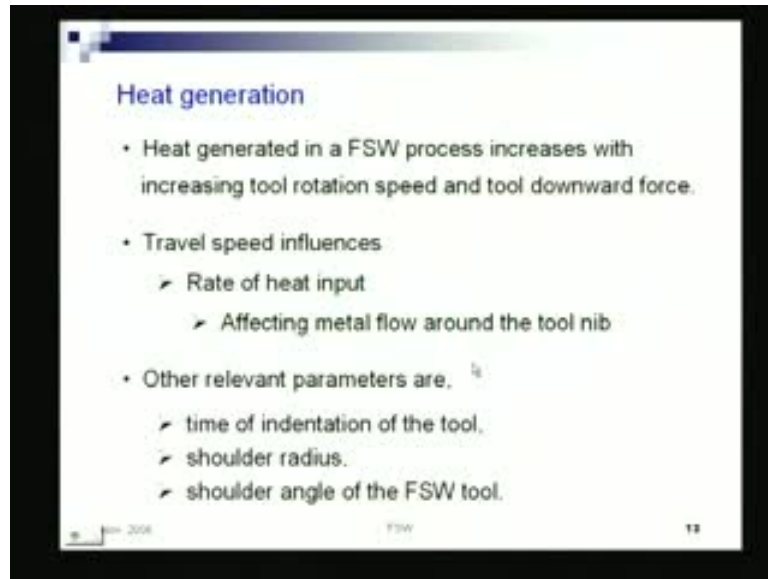 Heat generation
• Heat generated in a FSW process increases with
increasing tool rotation speed and tool downward force.
• Travel speed influences
➢ Rate of heat input
➢ Affecting metal flow around the tool nib
• Other relevant parameters are,
➢ time of indentation of the tool,
➢ shoulder radius.
➢ shoulder angle of the FSW tool.
FSW
13